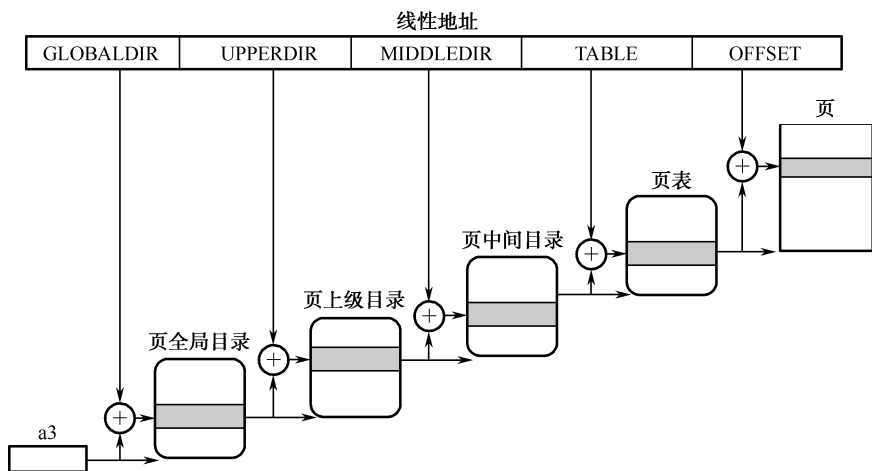 线性地址
GLOBALDIR UPPERDIR MIDDLEDIR TABLE OFFSET
页
页表
页中间目录
页上级目录
页全局目录
a3